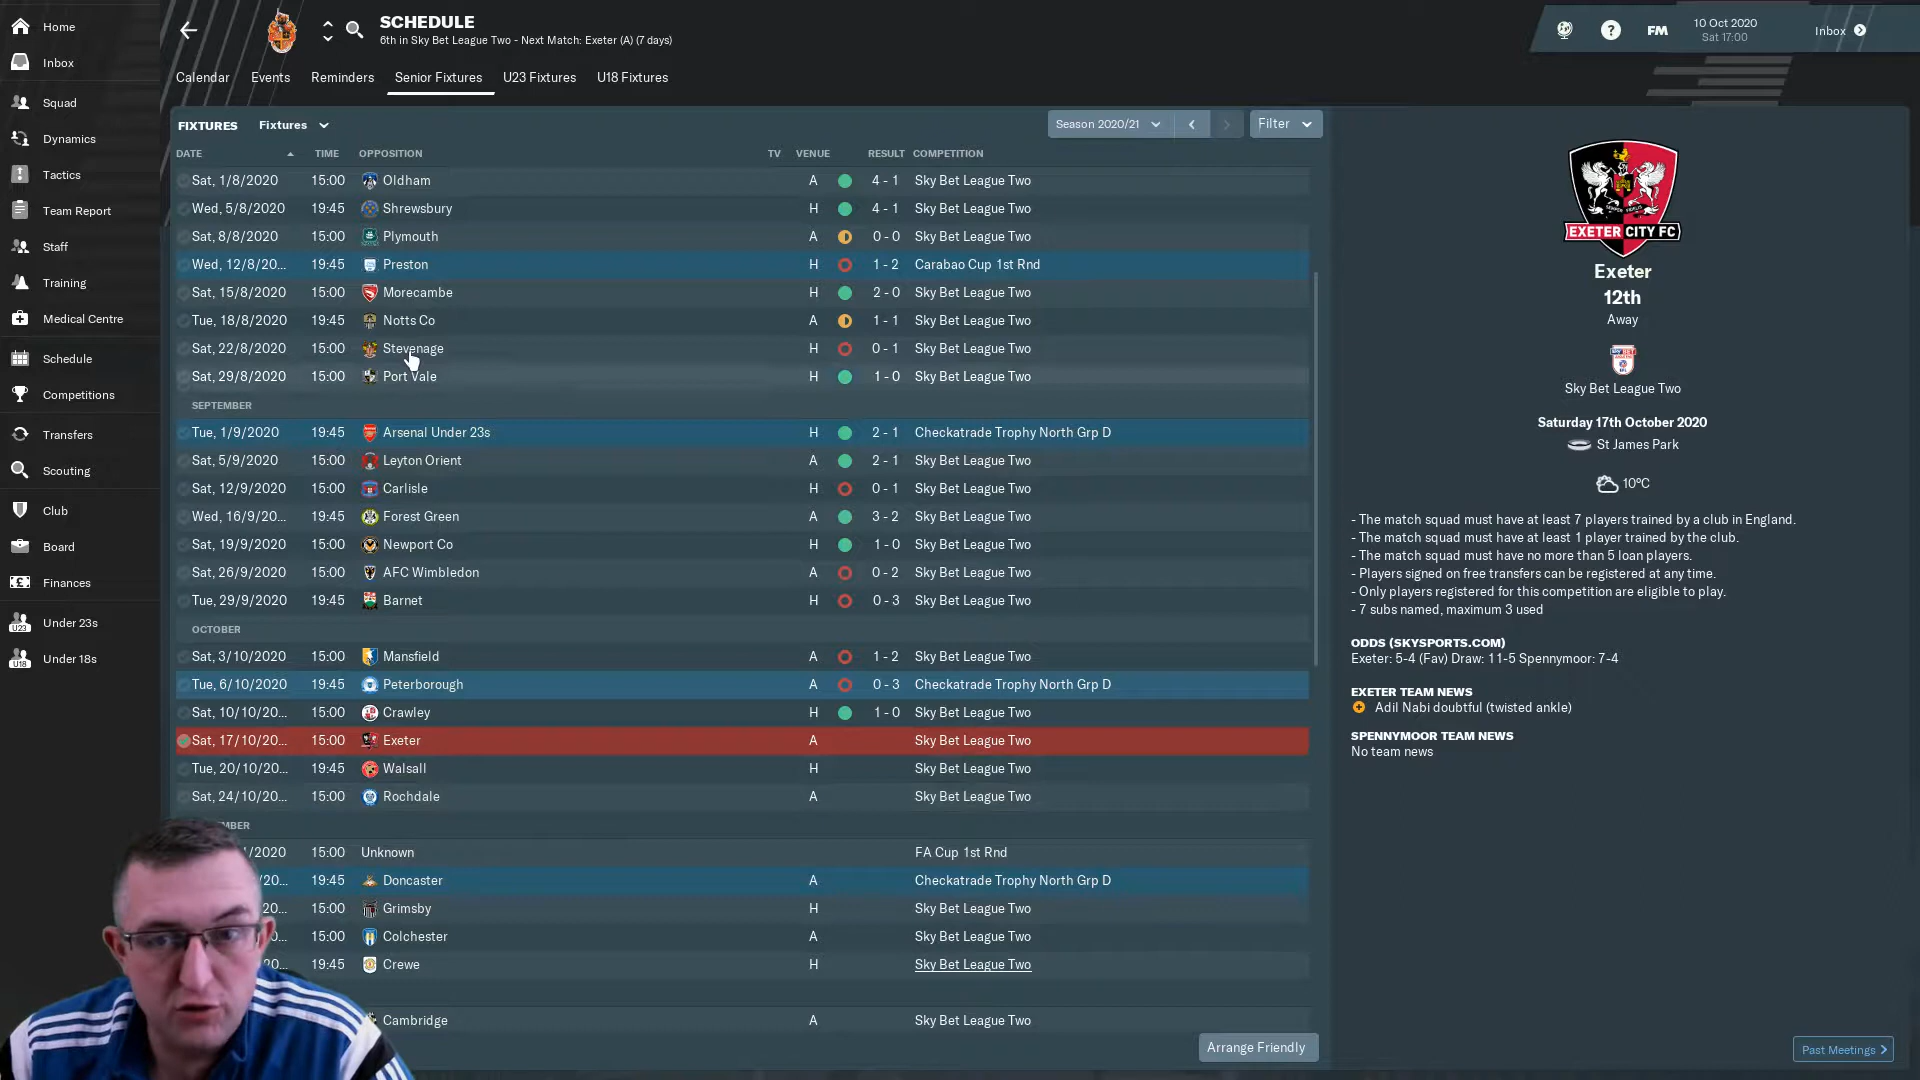 Home
Inbox
Squad
Dynamics
Tactics
Team Report
Staff
Training
Medical Centre
Schedule
Competitions
Transfers
Scouting
Club
Board
Finances
U23 Under 23s
U18 Under 18s
SCHEDULE
6th in Sky Bet League Two - Next Match: Exeter (A) (7 days)
? FM 10 Oct 2020
Sat 17:00
Inbox
Calendar Events Reminders Senior Fixtures U23 Fixtures U18 Fixtures
FIXTURES Fixtures Season 2020/21 Filter
DATE TIME OPPOSITION TV VENUE RESULT COMPETITION
Sat, 1/8/2020 15:00 Oldham A 4 - 1 Sky Bet League Two
Wed, 5/8/2020 19:45 Shrewsbury H 4 - 1 Sky Bet League Two
Sat, 8/8/2020 15:00 Plymouth A 0 - 0 Sky Bet League Two
Wed, 12/8/20... 19:45 Preston H 1 - 2 Carabao Cup 1st Rnd
Sat, 15/8/2020 15:00 Morecambe H 2 - 0 Sky Bet League Two
Tue, 18/8/2020 19:45 Notts Co A 1 - 1 Sky Bet League Two
Sat, 22/8/2020 15:00 Stevenage H 0 - 1 Sky Bet League Two
Sat, 29/8/2020 15:00 Port Vale H 1 - 0 Sky Bet League Two
SEPTEMBER
Tue, 1/9/2020 19:45 Arsenal Under 23s H 2 - 1 Checkatrade Trophy North Grp D
Sat, 5/9/2020 15:00 Leyton Orient A 2 - 1 Sky Bet League Two
Sat, 12/9/2020 15:00 Carlisle H 0 - 1 Sky Bet League Two
Wed, 16/9/20... 19:45 Forest Green A 3 - 2 Sky Bet League Two
Sat, 19/9/2020 15:00 Newport Co H 1 - 0 Sky Bet League Two
Sat, 26/9/2020 15:00 AFC Wimbledon A 0 - 2 Sky Bet League Two
Tue, 29/9/2020 19:45 Barnet H 0 - 3 Sky Bet League Two
OCTOBER
Sat, 3/10/2020 15:00 Mansfield A 1 - 2 Sky Bet League Two
Tue, 6/10/2020 19:45 Peterborough A 0 - 3 Checkatrade Trophy North Grp D
Sat, 10/10/20... 15:00 Crawley H 1 - 0 Sky Bet League Two
Sat, 17/10/20... 15:00 Exeter A Sky Bet League Two
Tue, 20/10/20... 19:45 Walsall H Sky Bet League Two
Sat, 24/10/20... 15:00 Rochdale A Sky Bet League Two
MBER
/2020 15:00 Unknown FA Cup 1st Rnd
/20... 19:45 Doncaster A Checkatrade Trophy North Grp D
20... 15:00 Grimsby H Sky Bet League Two
20... 15:00 Colchester A Sky Bet League Two
20... 19:45 Crewe H Sky Bet League Two
Cambridge A Sky Bet League Two
Arrange Friendly
EXETER CITY FC
Exeter
12th
Away
Sky Bet League Two
Saturday 17th October 2020
St James Park
10°C
- The match squad must have at least 7 players trained by a club in England.
- The match squad must have at least 1 player trained by the club.
- The match squad must have no more than 5 loan players.
- Players signed on free transfers can be registered at any time.
- Only players registered for this competition are eligible to play.
- 7 subs named, maximum 3 used
ODDS (SKYSPORTS.COM)
Exeter: 5-4 (Fav) Draw: 11-5 Spennymoor: 7-4
EXETER TEAM NEWS
Adil Nabi doubtful (twisted ankle)
SPENNYMOOR TEAM NEWS
No team news
Past Meetings